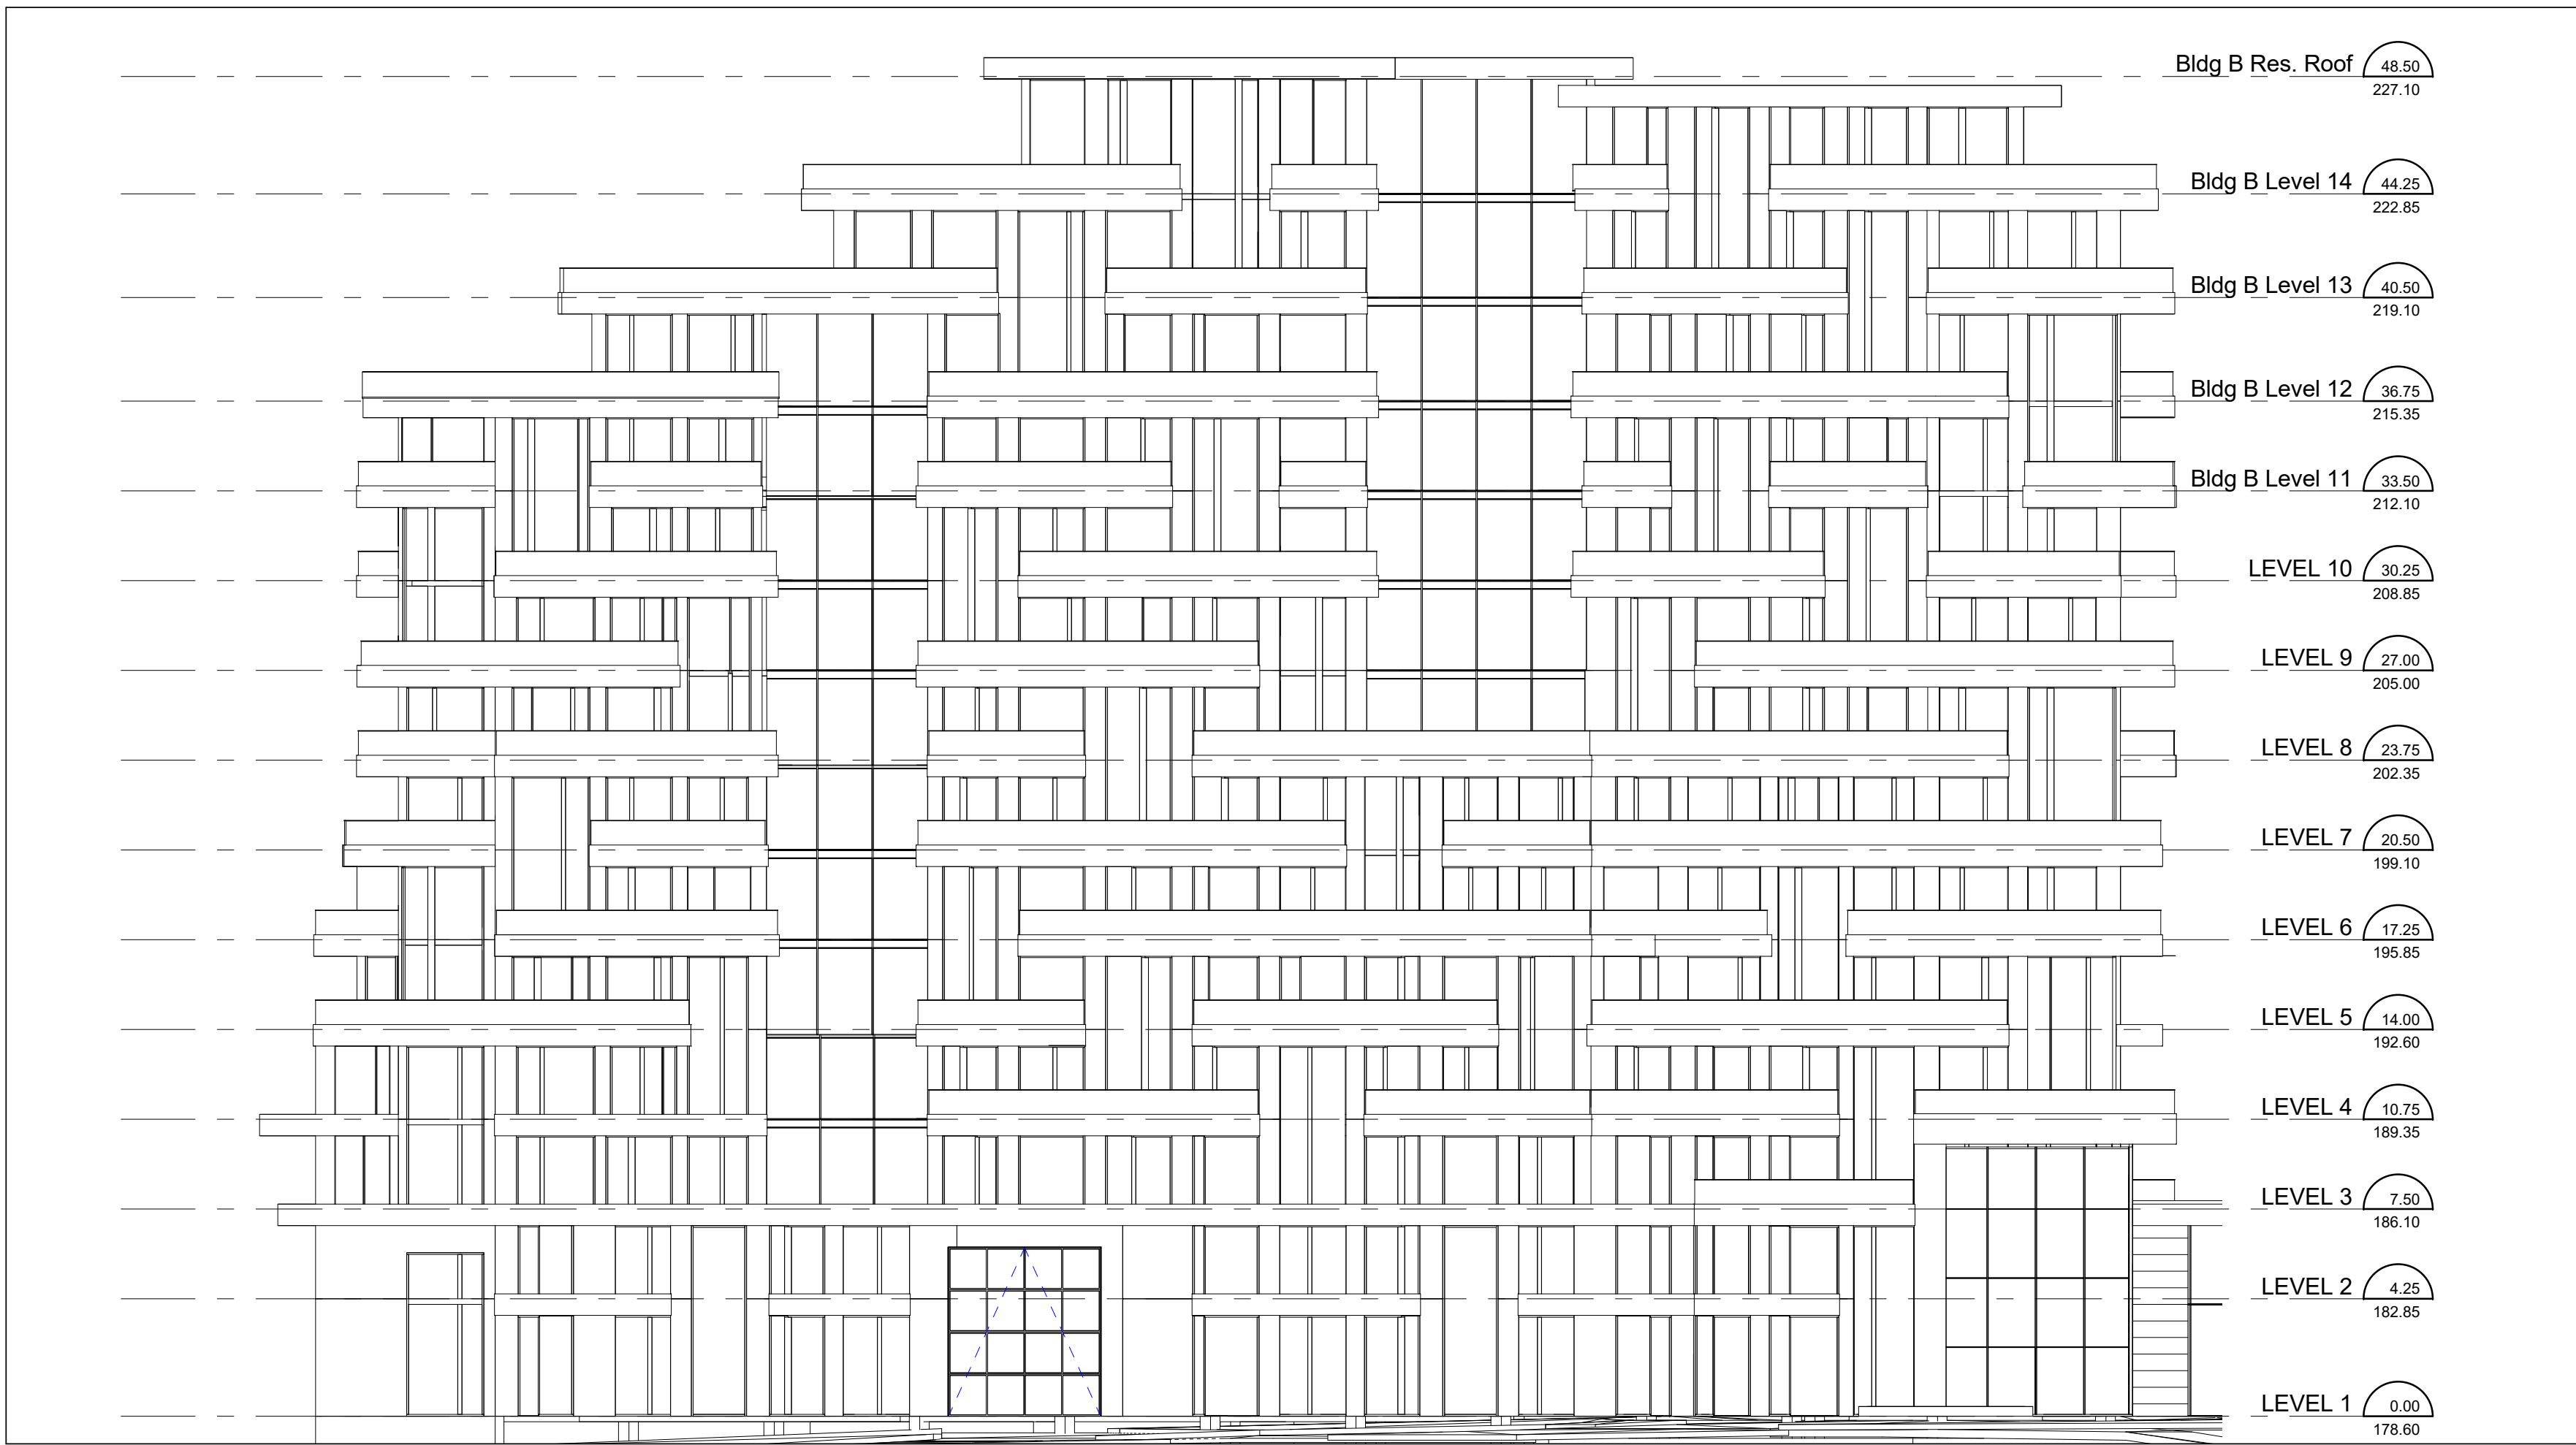 Bldg B Res. Roof 48.50
227.10
Bldg B Level 14 44.25
222.85
Bldg B Level 13 40.50
219.10
Bldg B Level 12 36.75
215.35
Bldg B Level 11 33.50
212.10
LEVEL 10 30.25
208.85
LEVEL 9 27.00
205.00
LEVEL 8 23.75
202.35
LEVEL 7 20.50
199.10
LEVEL 6 17.25
195.85
LEVEL 5 14.00
192.60
LEVEL 4 10.75
189.35
LEVEL 3 7.50
186.10
LEVEL 2 4.25
182.85
LEVEL 1 0.00
178.60